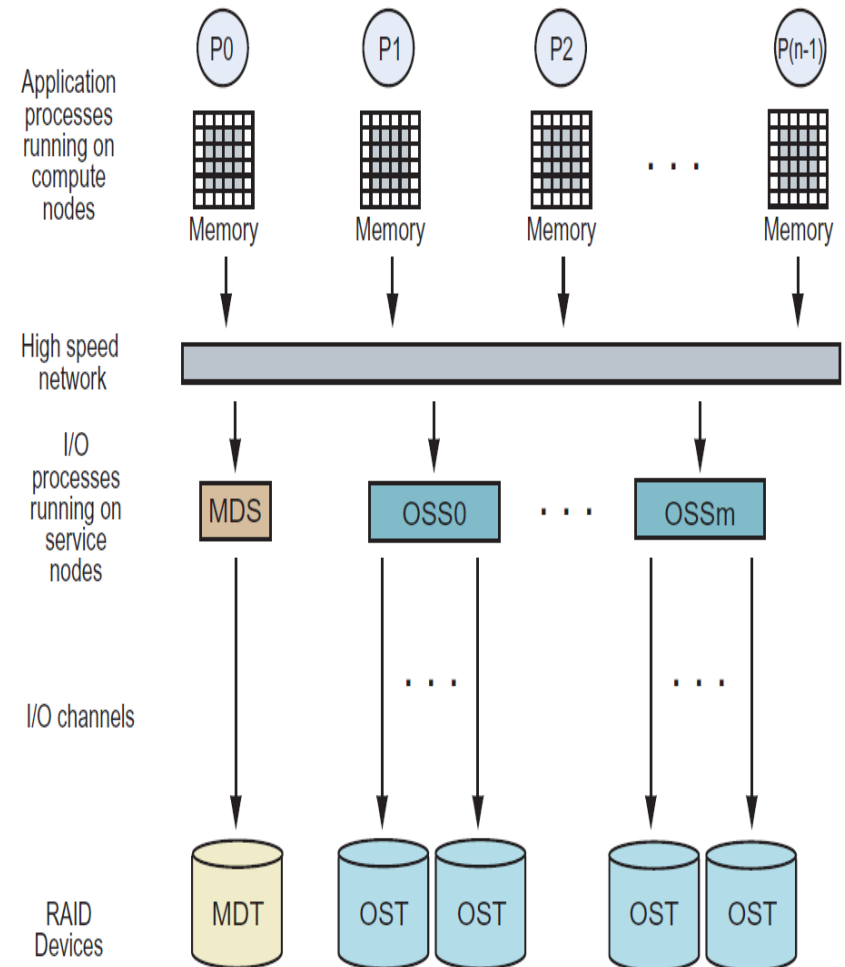 P0 P1 P2 P(n-1)
Application
processes
running on
compute
nodes
. . .
Memory Memory Memory Memory
High speed
network
I/O
processes
running on
service
nodes
MDS OSS0 . . . OSSm
. . . . . .
I/O channels
RAID
Devices
MDT OST OST OST OST